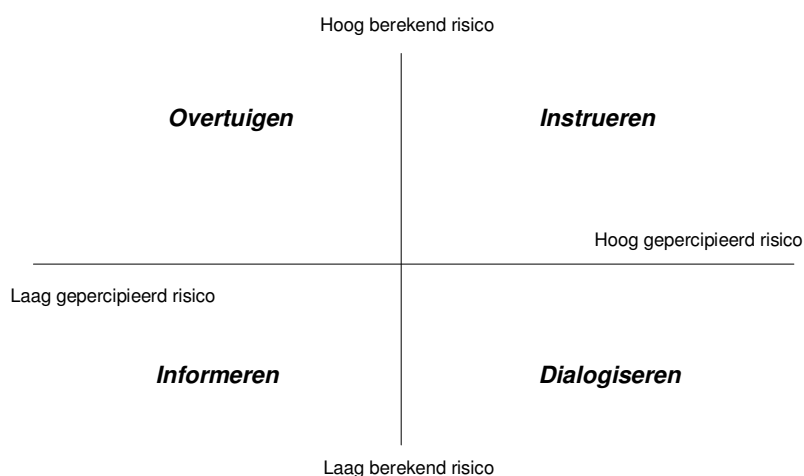 Hoog berekend risico
Overtuigen
Instrueren
Hoog gepercipieerd risico
Laag gepercipieerd risico
Informeren
Dialogiseren
Laag berekend risico